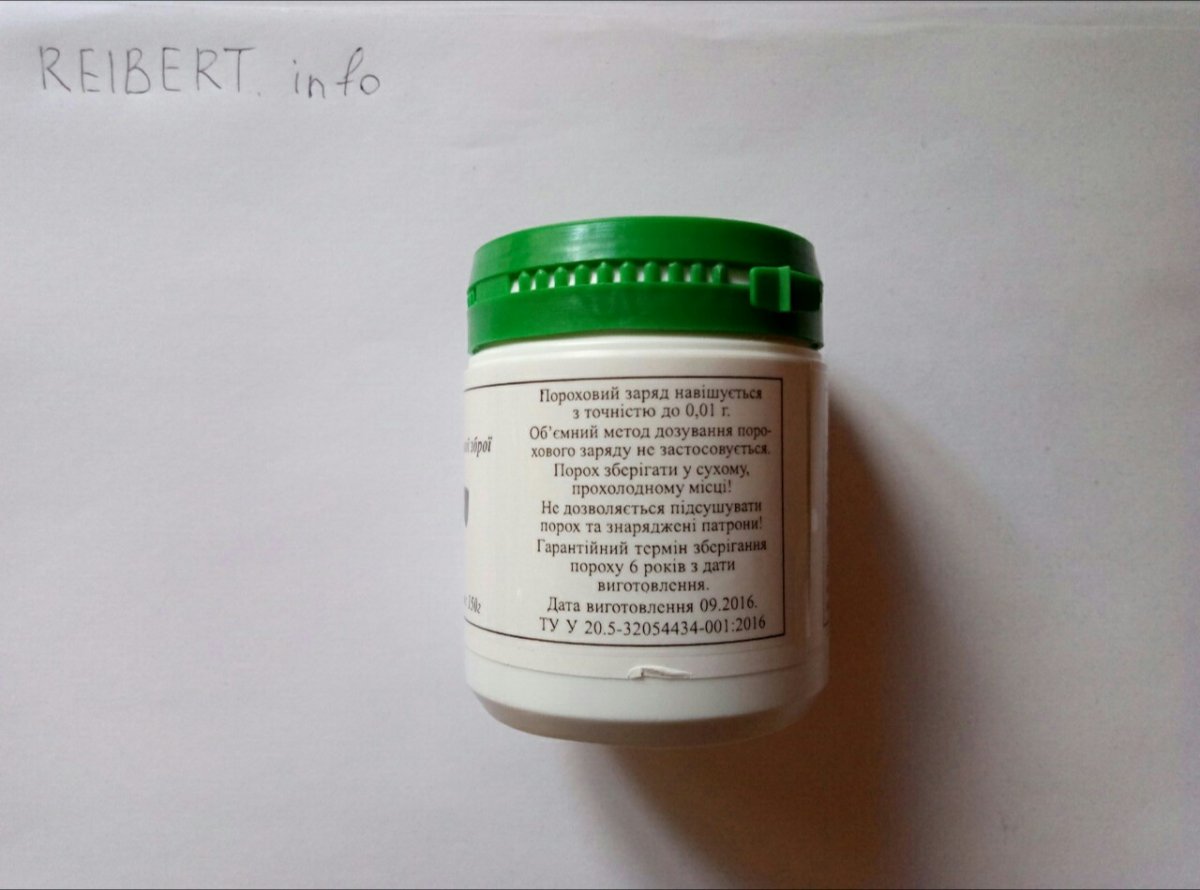 REIBERT. info
Пороховий заряд навішується
з точністю до 0,01 г.
Об'ємний метод дозування поро-
хового заряду не застосовується.
Порох зберігати у сухому,
прохолодному місці!
Не дозволяється підсушувати
порох та знаряджені патрони!
Гарантійний термін зберігання
пороху 6 років з дати
виготовлення.
Дата виготовлення 09.2016.
ТУ У 20.5-32054434-001:2016
зброї
350г